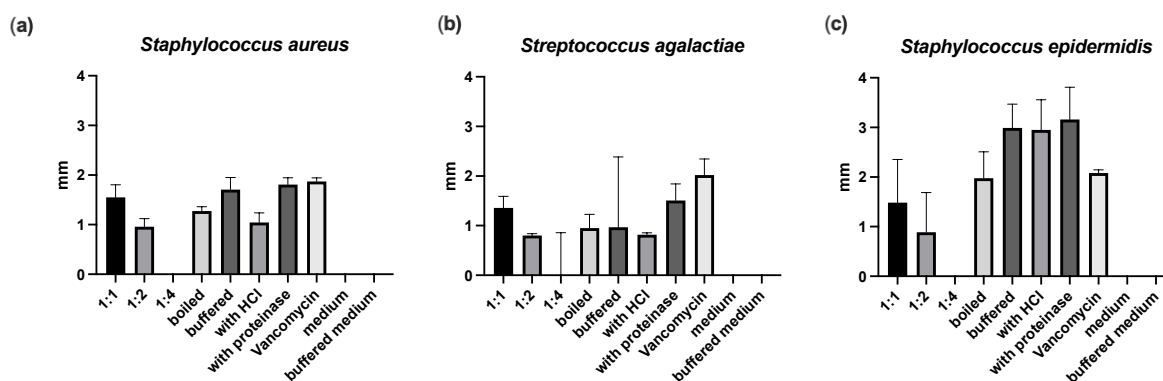 (a)
Staphylococcus aureus
4
3
2
1
0
mm
1:1
1:2
1:4
boiled
buffered
with HCl
with proteinase
Vancomycin
medium
buffered medium
(b)
Streptococcus agalactiae
4
3
2
1
0
mm
1:1
1:2
1:4
boiled
buffered
with HCl
with proteinase
Vancomycin
medium
buffered medium
(c)
Staphylococcus epidermidis
4
3
2
1
0
mm
1:1
1:2
1:4
boiled
buffered
with HCl
with proteinase
Vancomycin
medium
buffered medium